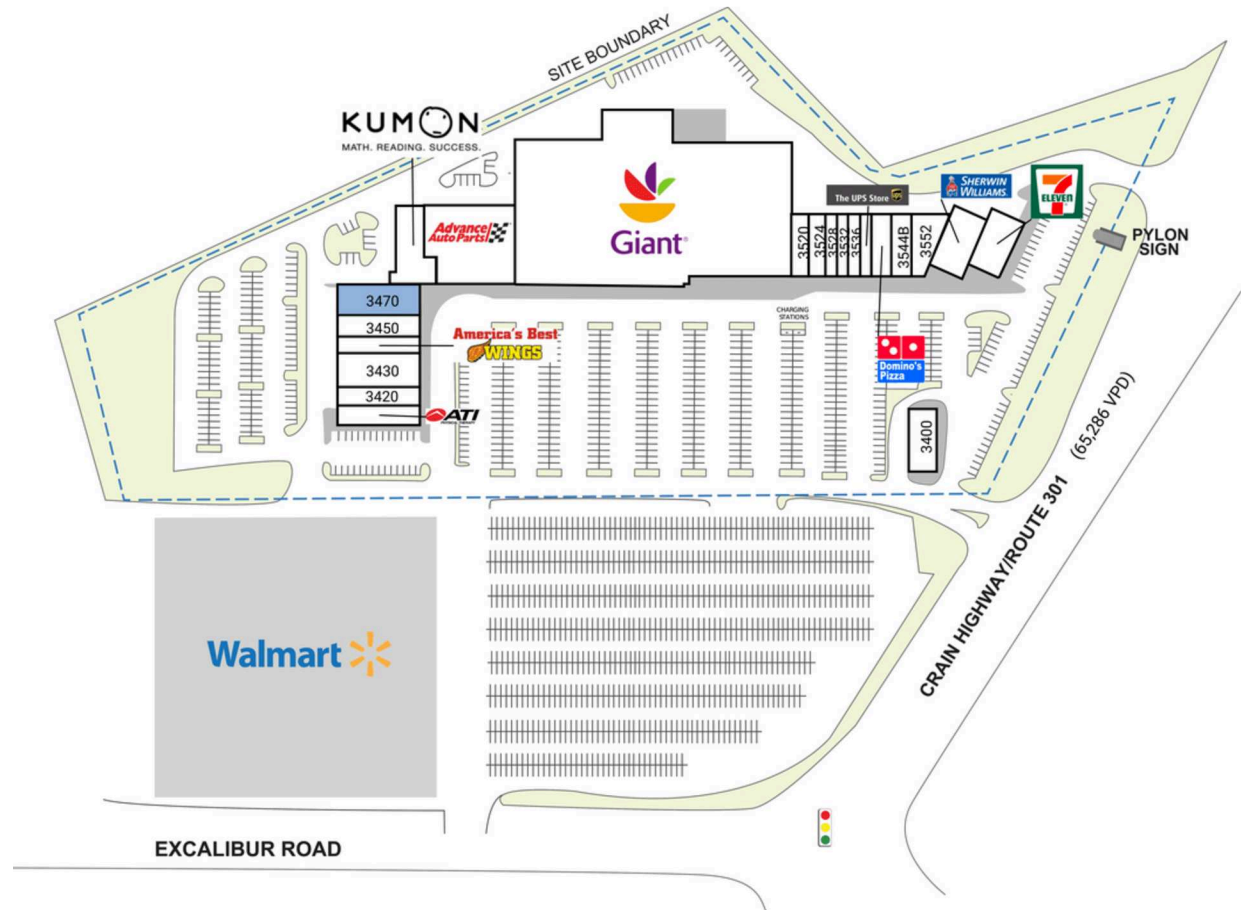 SITE BOUNDARY
KUMON
MATH. READING. SUCCESS.
Advance
Auto Parts
Giant
The UPS Store
ups
SHERWIN
WILLIAMS.
7
ELEVEN
PYLON
SIGN
3520
3524
3528
3532
3536
3544B
3552
3470
3450
America's Best
WINGS
3430
3420
ATI
CHARGING
STATIONS
Domino's
Pizza
3400
CRAIN HIGHWAY/ROUTE 301 (65,286 VPD)
Walmart
EXCALIBUR ROAD